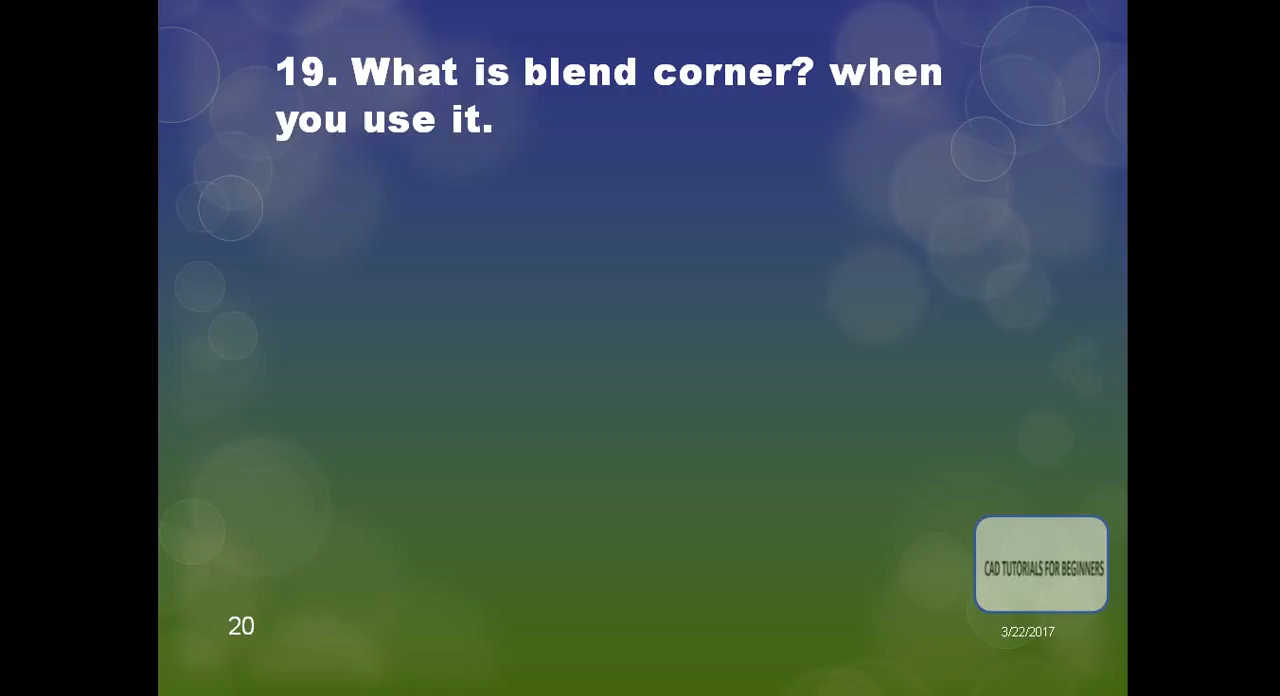 19. What is blend corner? when
you use it.
CAD TUTORIALS FOR BEGINNERS
20
3/22/2017